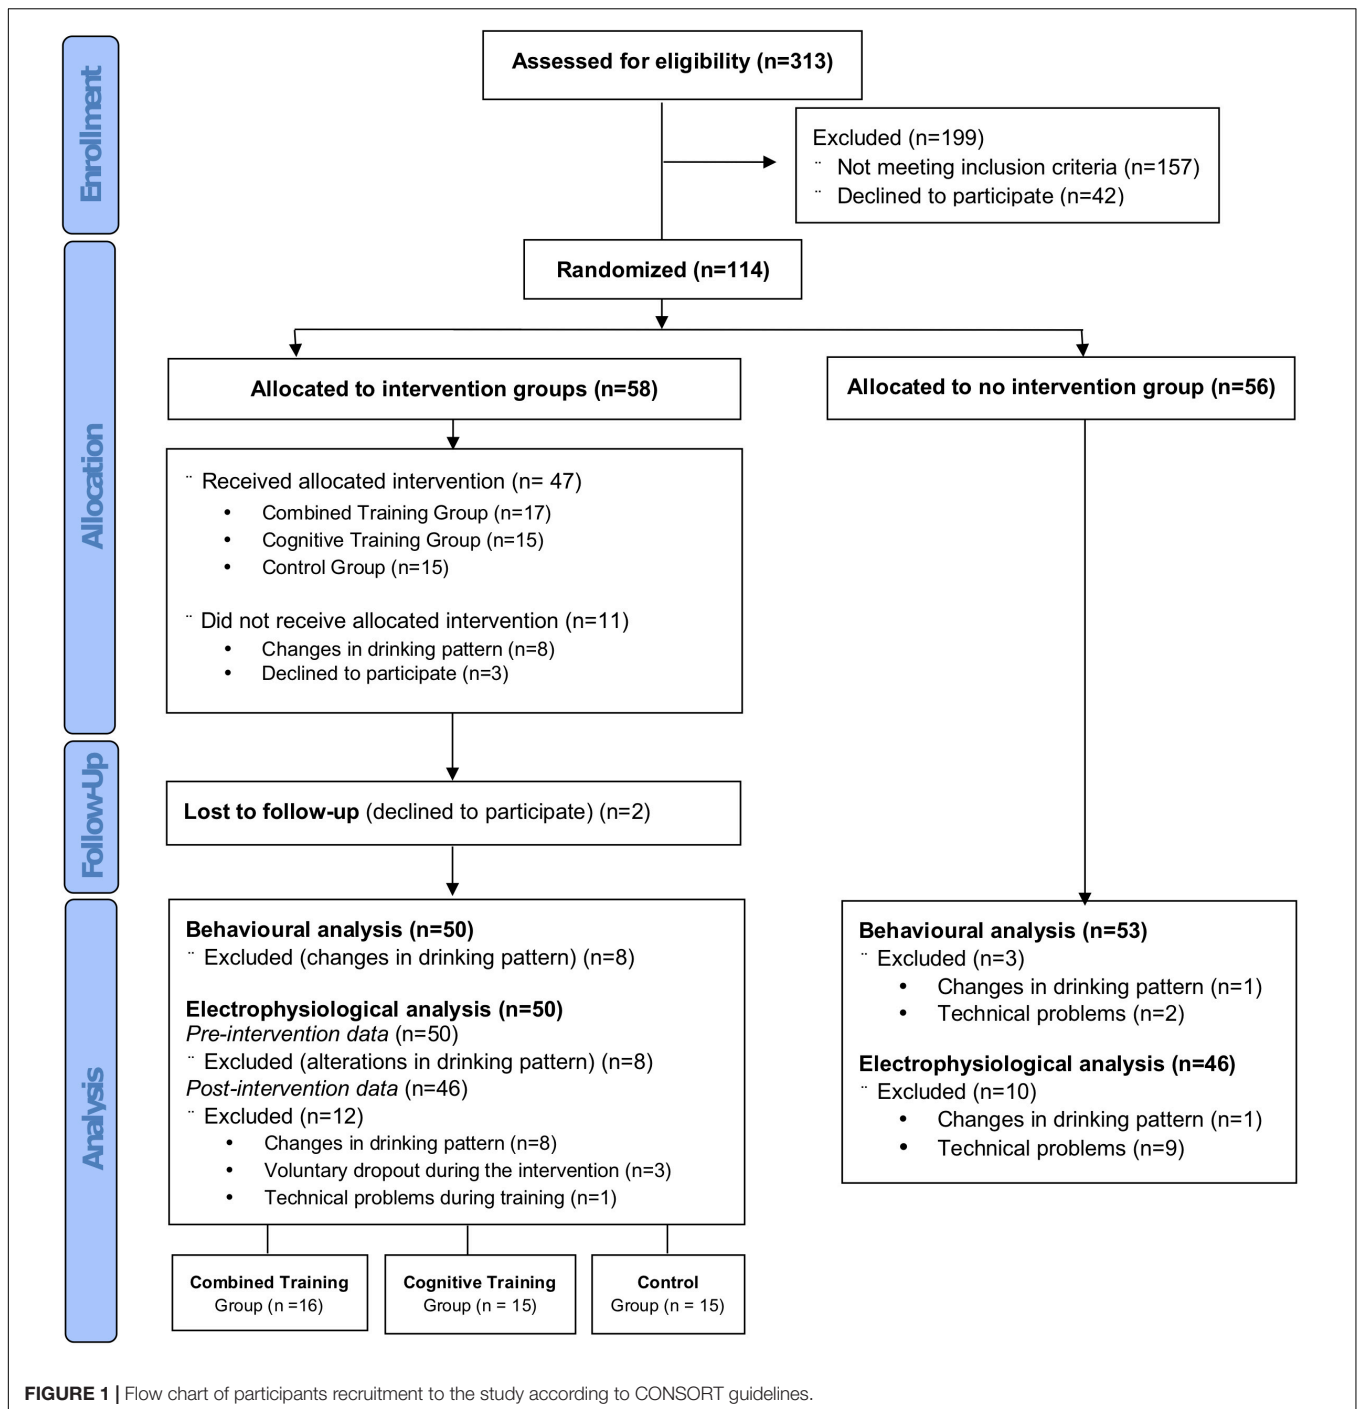 Enrollment
Assessed for eligibility (n=313)
Excluded (n=199)
¨ Not meeting inclusion criteria (n=157)
¨ Declined to participate (n=42)
Allocation
Randomized (n=114)
Allocated to intervention groups (n=58)
Allocated to no intervention group (n=56)
¨ Received allocated intervention (n= 47)
• Combined Training Group (n=17)
• Cognitive Training Group (n=15)
• Control Group (n=15)
¨ Did not receive allocated intervention (n=11)
• Changes in drinking pattern (n=8)
• Declined to participate (n=3)
Follow-Up
Lost to follow-up (declined to participate) (n=2)
Analysis
Behavioural analysis (n=50)
¨ Excluded (changes in drinking pattern) (n=8)
Electrophysiological analysis (n=50)
Pre-intervention data (n=50)
¨ Excluded (alterations in drinking pattern) (n=8)
Post-intervention data (n=46)
¨ Excluded (n=12)
• Changes in drinking pattern (n=8)
• Voluntary dropout during the intervention (n=3)
• Technical problems during training (n=1)
Behavioural analysis (n=53)
¨ Excluded (n=3)
• Changes in drinking pattern (n=1)
• Technical problems (n=2)
Electrophysiological analysis (n=46)
¨ Excluded (n=10)
• Changes in drinking pattern (n=1)
• Technical problems (n=9)
Combined Training
Group (n =16)
Cognitive Training
Group (n = 15)
Control
Group (n = 15)
FIGURE 1 | Flow chart of participants recruitment to the study according to CONSORT guidelines.